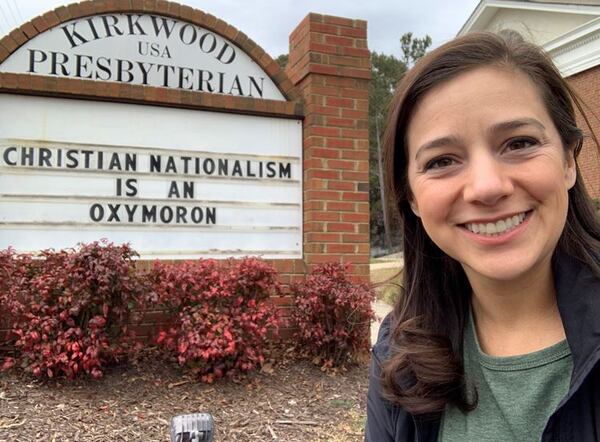 KIRKWOOD
USA
PRESBYTERIAN
CHRISTIAN NATIONALISM
IS AN
OXYMORON